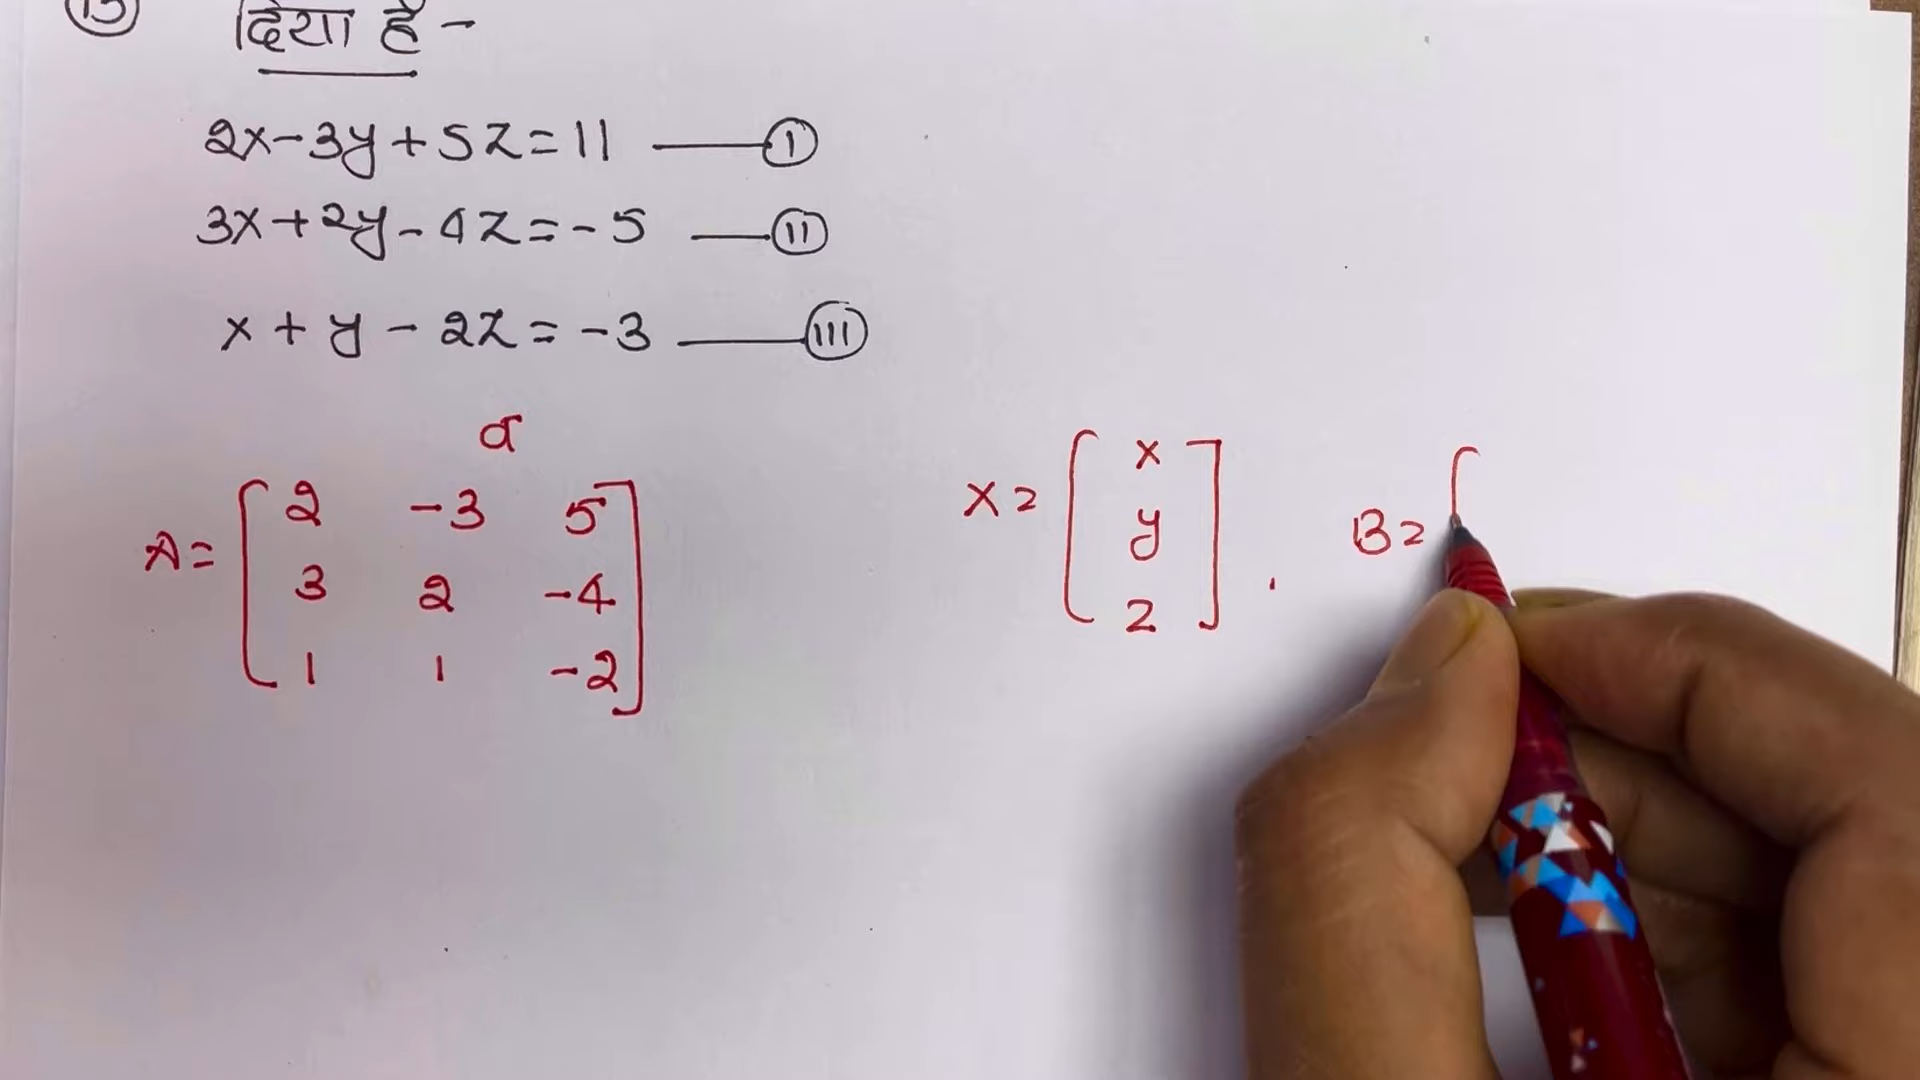 15 दिया है -
2x-3y+5z=11 —— I
3x+2y-4z=-5 —— II
x+y-2z=-3 —— III
a
A= [ 2 -3 5
3 2 -4
1 1 -2 ]
X= [ x
y
z ] .
B= [